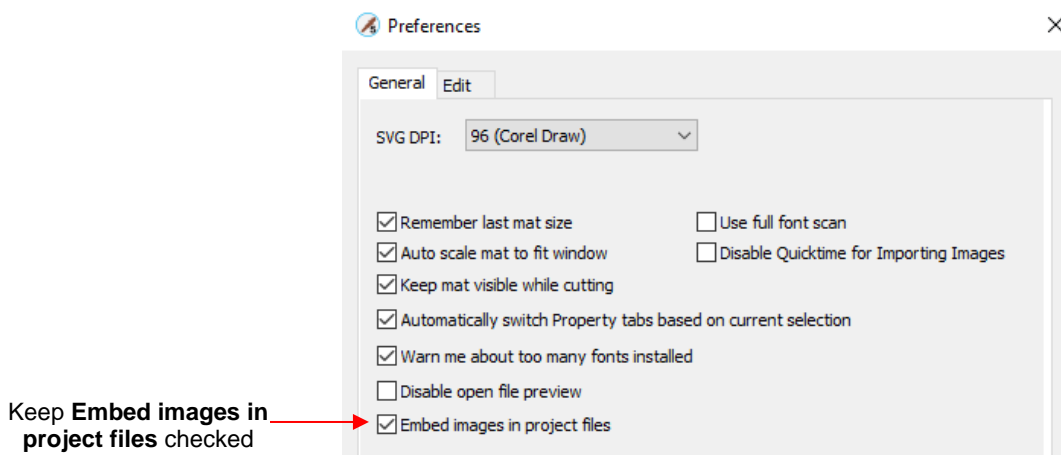 Preferences
General Edit
SVG DPI: 96 (Corel Draw)
Remember last mat size Use full font scan
Auto scale mat to fit window Disable Quicktime for Importing Images
Keep mat visible while cutting
Automatically switch Property tabs based on current selection
Warn me about too many fonts installed
Disable open file preview
Keep Embed images in
project files checked
Embed images in project files